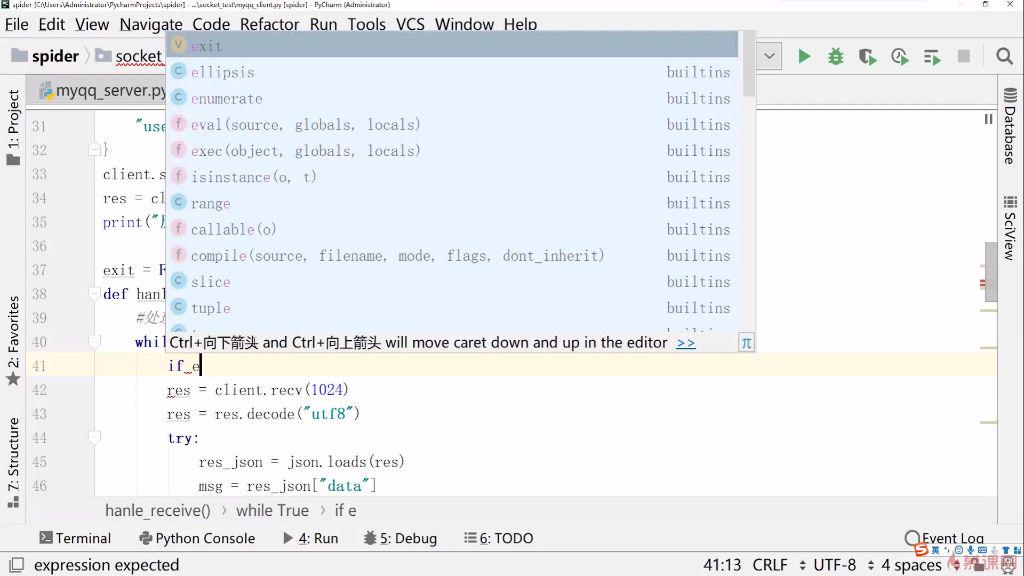 spider [C:\Users\Administrator\PycharmProjects\spider] - ...\socket_test\myqq_client.py [spider] - PyCharm (Administrator)
File Edit View Navigate Code Refactor Run Tools VCS Window Help
spider socket
myqq_server.py
exit
ellipsis builtins
enumerate builtins
eval(source, globals, locals) builtins
exec(object, globals, locals) builtins
isinstance(o, t) builtins
range builtins
callable(o) builtins
compile(source, filename, mode, flags, dont_inherit) builtins
slice builtins
tuple builtins
Ctrl+向下箭头 and Ctrl+向上箭头 will move caret down and up in the editor >> π
31 "use
32 }
33 client.s
34 res = cl
35 print("
36
37 exit = F
38 def hanl
39 #处理
40 whil
41 if e
42 res = client.recv(1024)
43 res = res.decode("utf8")
44 try:
45 res_json = json.loads(res)
46 msg = res_json["data"]
hanle_receive() › while True › if e
1: Project
2: Favorites
7: Structure
Database
SciView
Terminal Python Console 4: Run 5: Debug 6: TODO Event Log
expression expected 41:13 CRLF UTF-8 4 spaces
英
慕课网